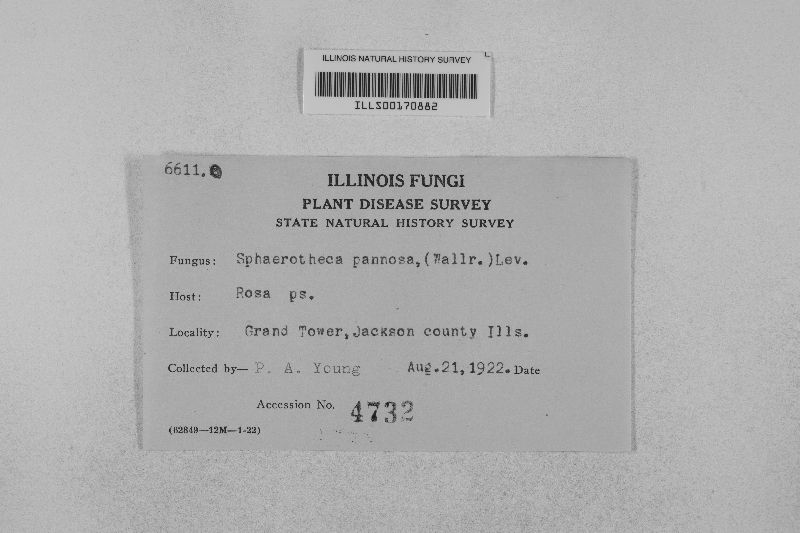 ILLINOIS NATURAL HISTORY SURVEY
ILLS00170882
6611.
ILLINOIS FUNGI
PLANT DISEASE SURVEY
STATE NATURAL HISTORY SURVEY
Fungus: Sphaerotheca pannosa,(Wallr.)Lev.
Host: Rosa ps.
Locality: Grand Tower,Jackson county Ills.
Collected by— P. A. Young Aug.21,1922. Date
Accession No. 4732
(62849—12M—1-22)